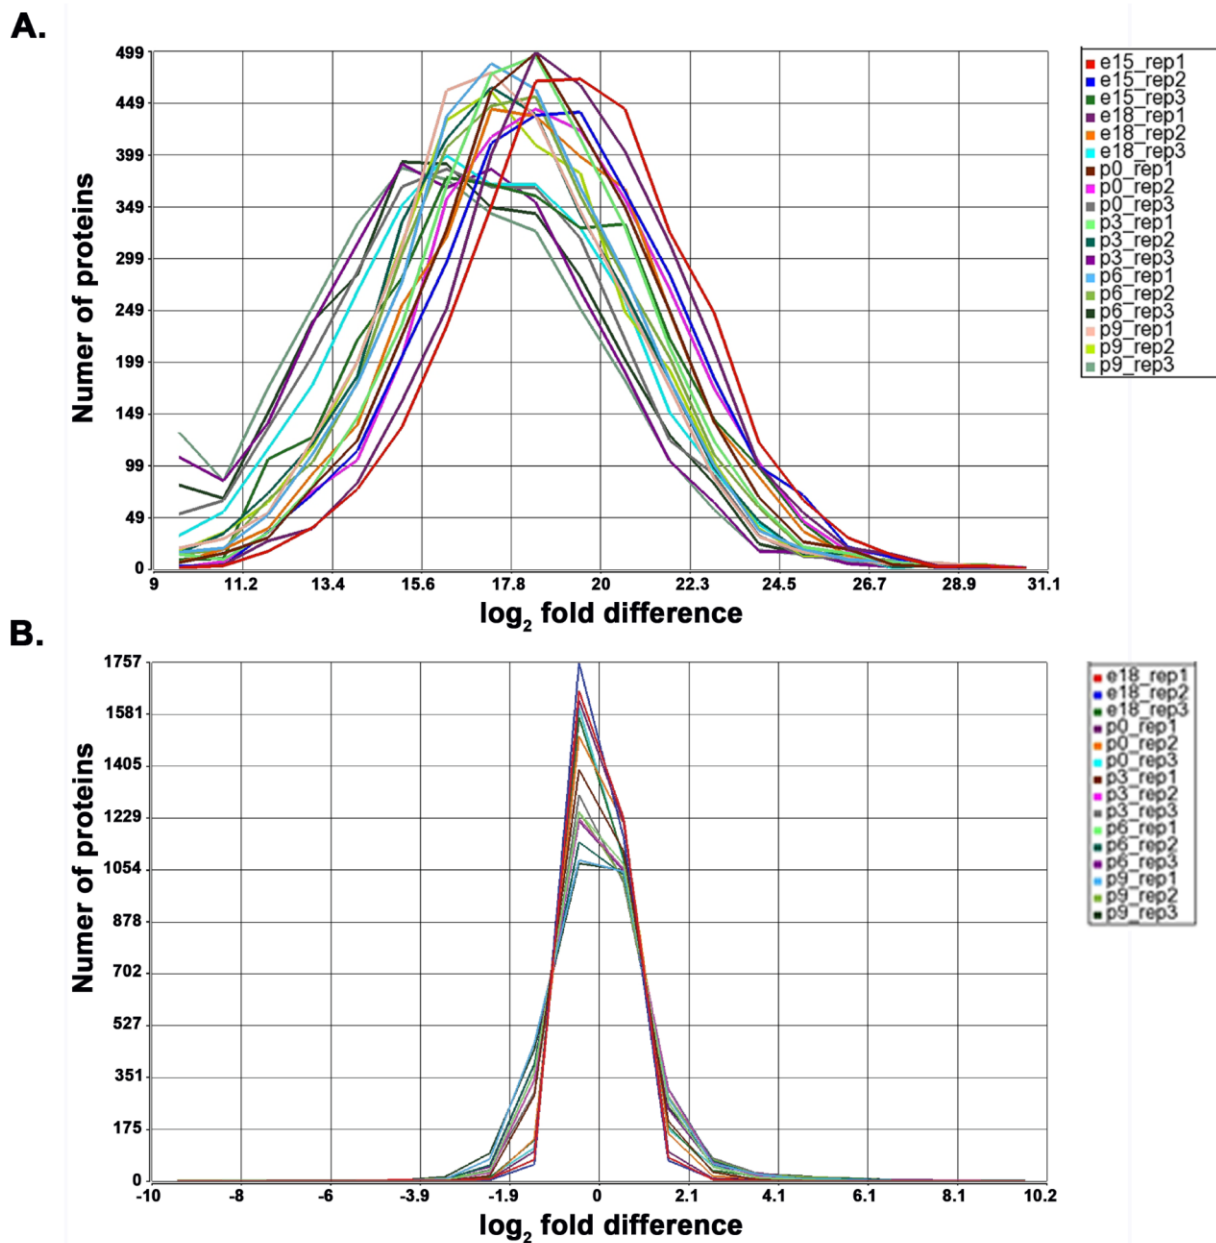 A.
499
449
399
349
299
249
199
149
99
49
0
Numer of proteins
9 11.2 13.4 15.6 17.8 20 22.3 24.5 26.7 28.9 31.1
log2 fold difference
e15_rep1
e15_rep2
e15_rep3
e18_rep1
e18_rep2
e18_rep3
p0_rep1
p0_rep2
p0_rep3
p3_rep1
p3_rep2
p3_rep3
p6_rep1
p6_rep2
p6_rep3
p9_rep1
p9_rep2
p9_rep3
B.
1757
1581
1405
1229
1054
878
702
527
351
175
0
Numer of proteins
-10 -8 -6 -3.9 -1.9 0 2.1 4.1 6.1 8.1 10.2
log2 fold difference
e18_rep1
e18_rep2
e18_rep3
p0_rep1
p0_rep2
p0_rep3
p3_rep1
p3_rep2
p3_rep3
p6_rep1
p6_rep2
p6_rep3
p9_rep1
p9_rep2
p9_rep3